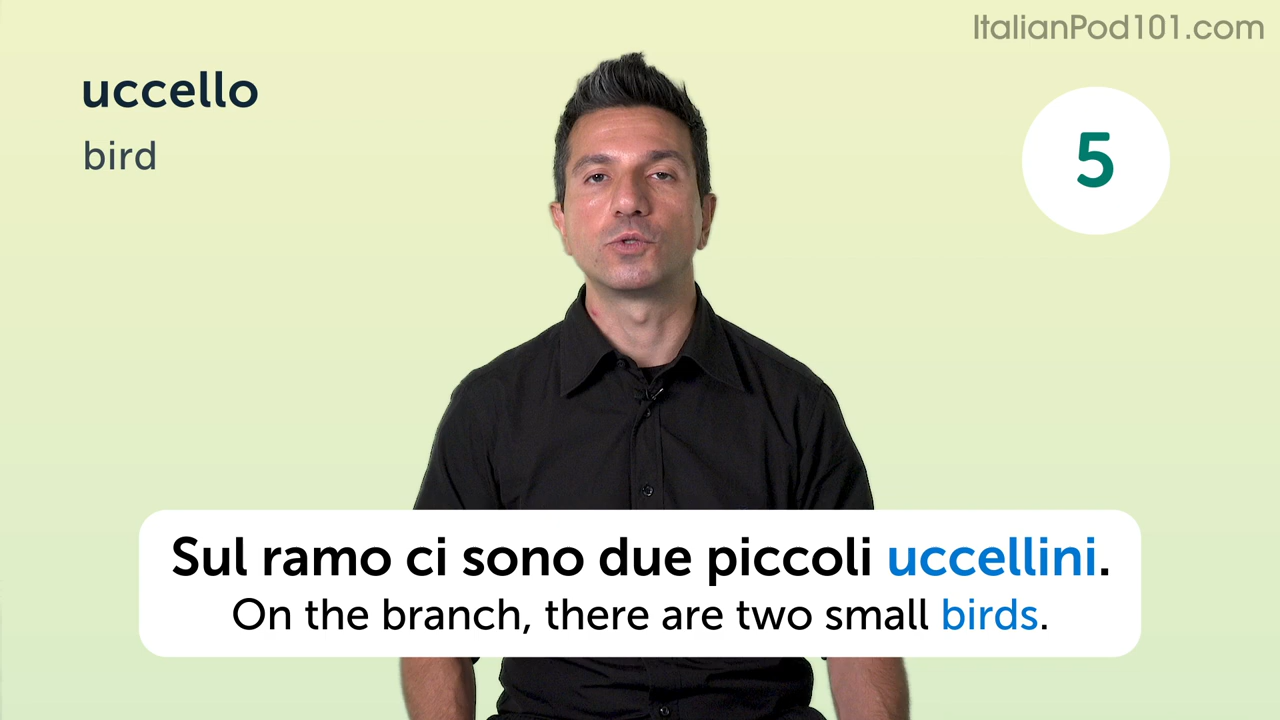 ItalianPod101.com
uccello
bird
5
Sul ramo ci sono due piccoli uccellini.
On the branch, there are two small birds.